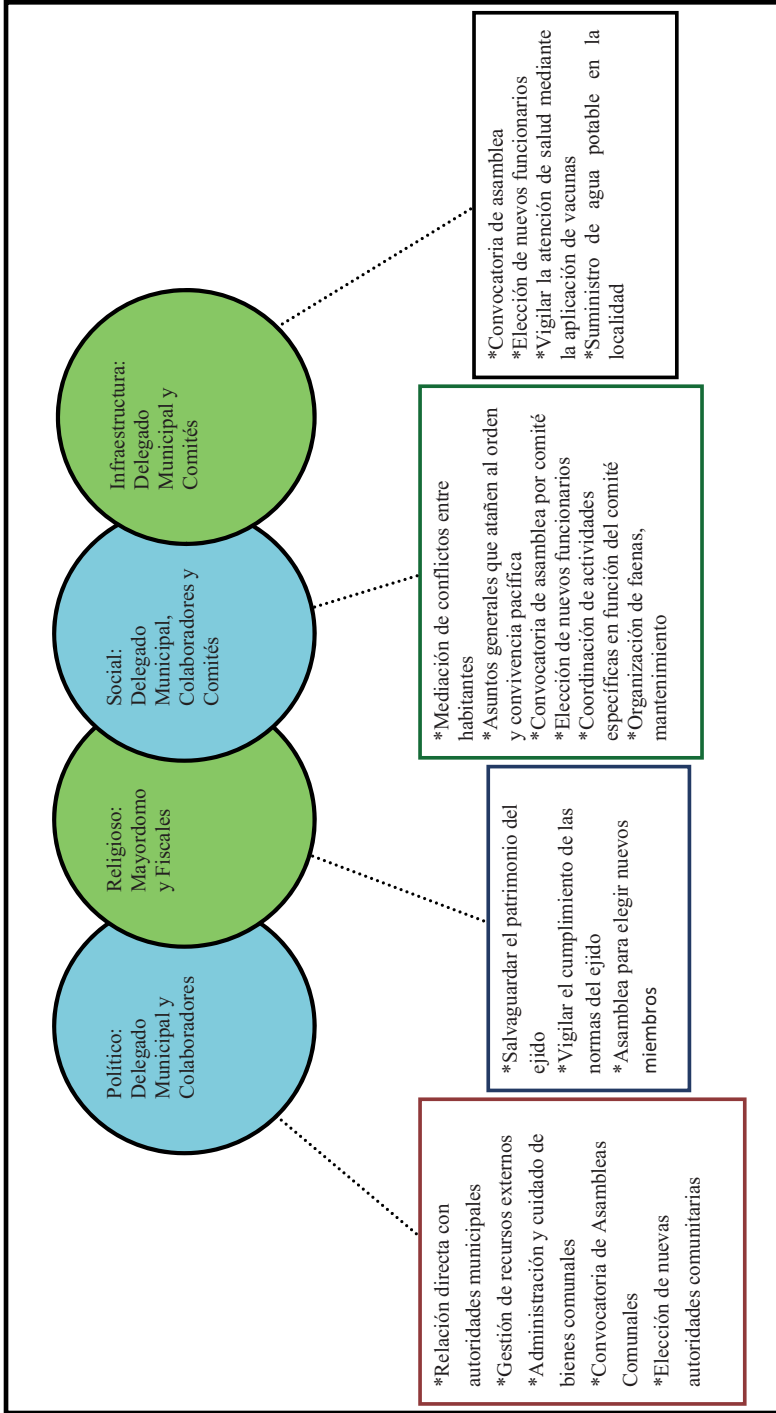 Político:
Delegado
Municipal y
Colaboradores
Religioso:
Mayordomo
y Fiscales
Social:
Delegado
Municipal,
Colaboradores y
Comités
Infraestructura:
Delegado
Municipal y
Comités
*Relación directa con
autoridades municipales
*Gestión de recursos externos
*Administración y cuidado de
bienes comunales
*Convocatoria de Asambleas
Comunales
*Elección de nuevas
autoridades comunitarias
*Salvaguardar el patrimonio del
ejido
*Vigilar el cumplimiento de las
normas del ejido
*Asamblea para elegir nuevos
miembros
*Mediación de conflictos entre
habitantes
*Asuntos generales que atañen al orden
y convivencia pacífica
*Convocatoria de asamblea por comité
*Elección de nuevos funcionarios
*Coordinación de actividades
específicas en función del comité
*Organización de faenas,
mantenimiento
*Convocatoria de asamblea
*Elección de nuevos funcionarios
*Vigilar la atención de salud mediante
la aplicación de vacunas
*Suministro de agua potable en la
localidad